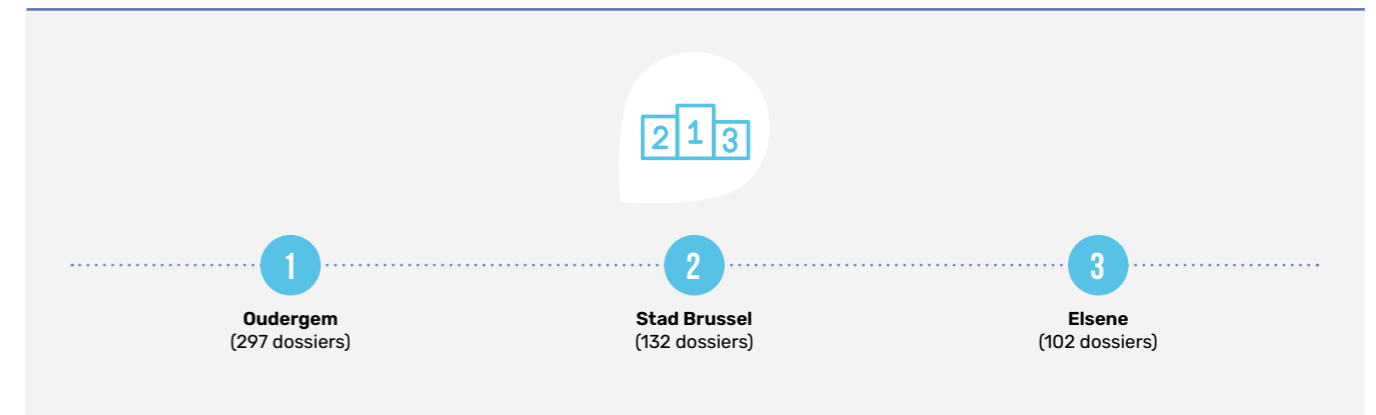 2 1 3
1
2
3
Oudergem
(297 dossiers)
Stad Brussel
(132 dossiers)
Elsene
(102 dossiers)